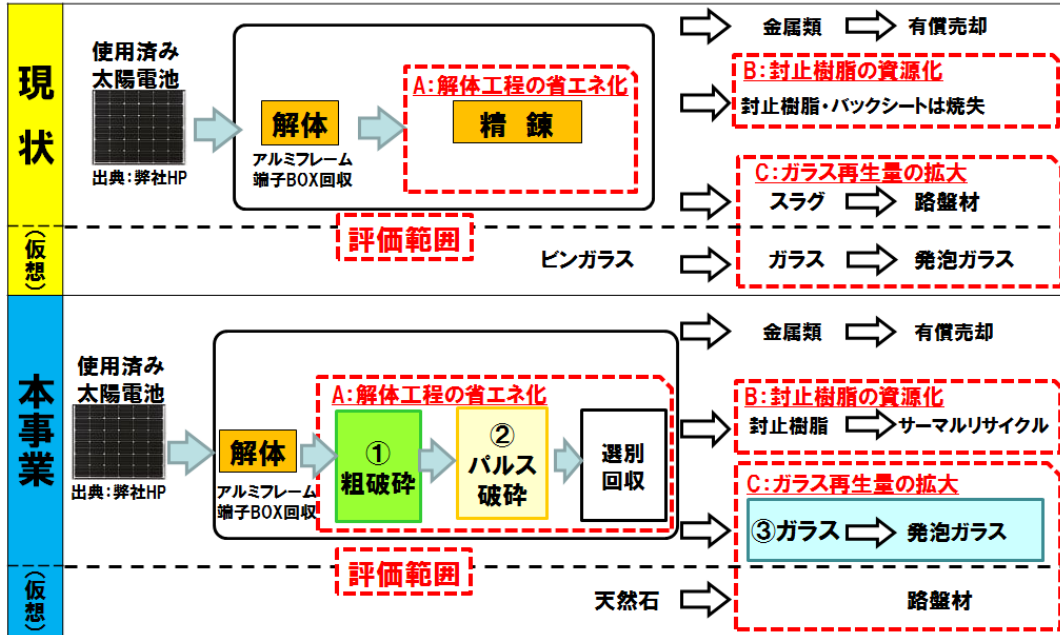 現状
使用済み
太陽電池
出典：弊社HP
解体
アルミフレーム
端子BOX回収
A：解体工程の省エネ化
精 錬
金属類
有償売却
B：封止樹脂の資源化
封止樹脂・バックシートは焼失
C：ガラス再生量の拡大
スラグ
路盤材
評価範囲
（仮想）
ビンガラス
ガラス
発泡ガラス
本事業
使用済み
太陽電池
出典：弊社HP
解体
アルミフレーム
端子BOX回収
A：解体工程の省エネ化
①
粗破砕
②
パルス
破砕
選別
回収
金属類
有償売却
B：封止樹脂の資源化
封止樹脂
サーマルリサイクル
C：ガラス再生量の拡大
③ガラス
発泡ガラス
評価範囲
（仮想）
天然石
路盤材